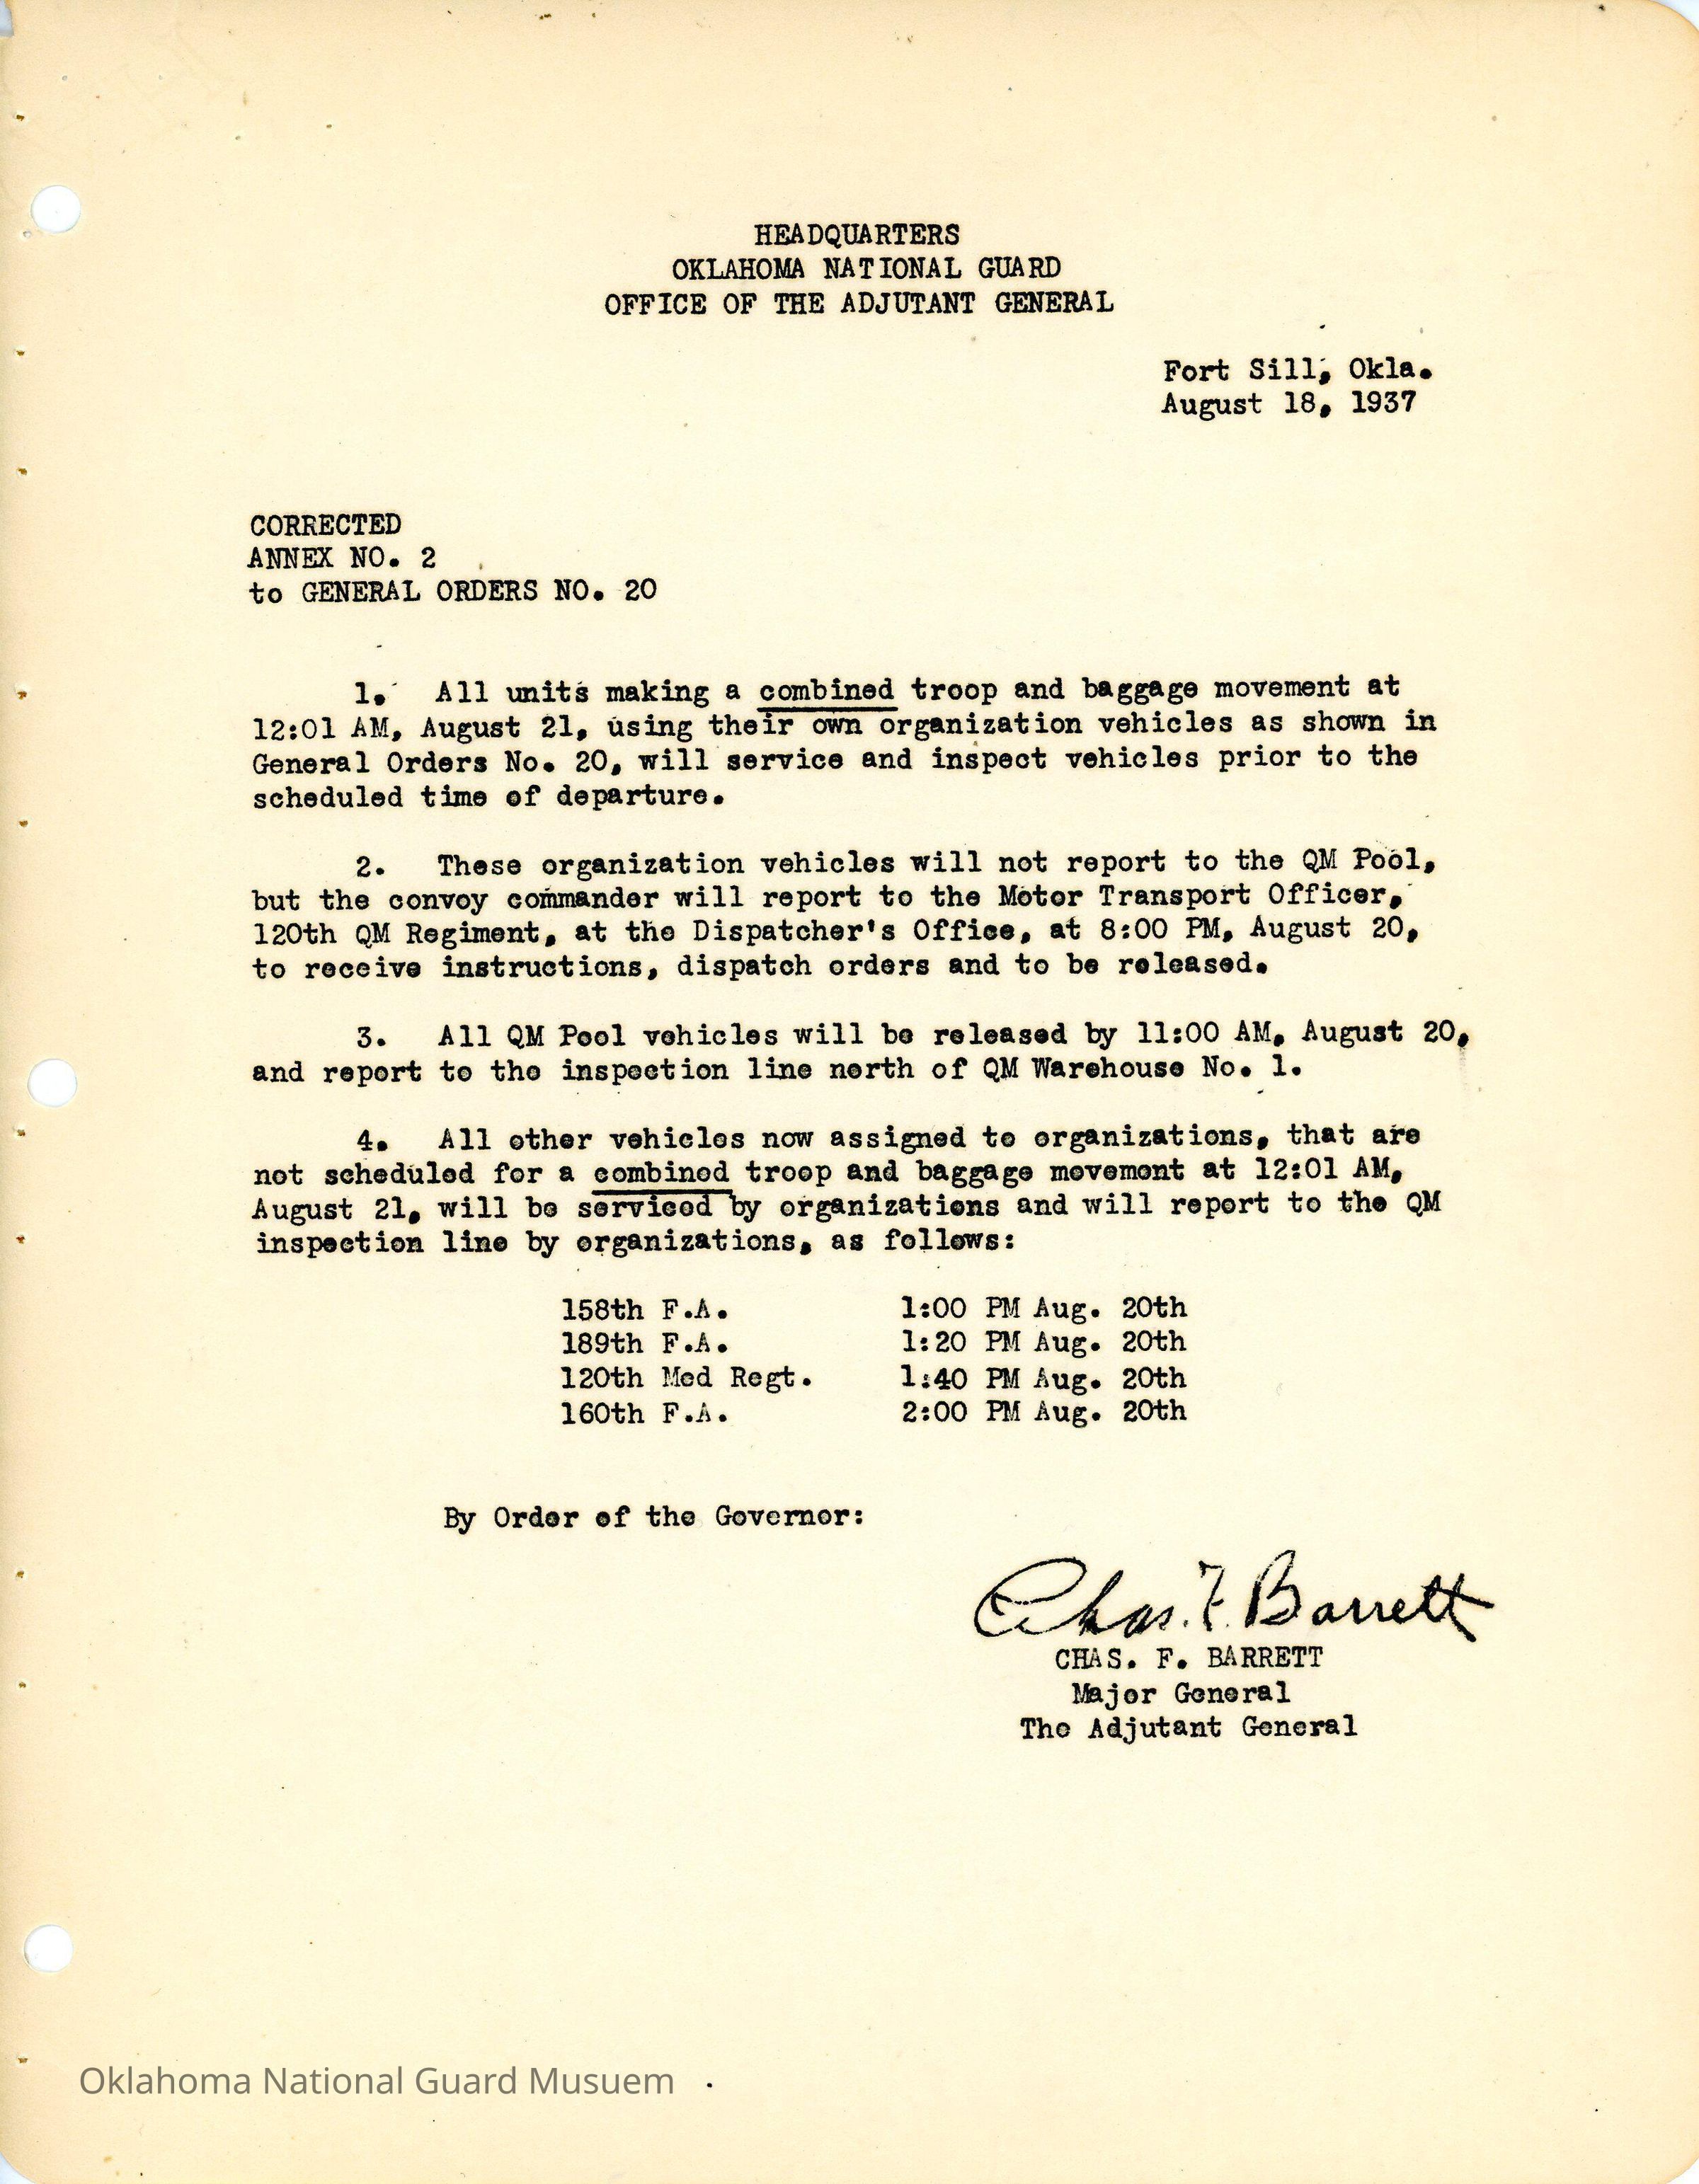 HEADQUARTERS
OKLAHOMA NATIONAL GUARD
OFFICE OF THE ADJUTANT GENERAL
Fort Sill, Okla.
August 18, 1937
CORRECTED
ANNEX NO. 2
to GENERAL ORDERS NO. 20
1. All units making a combined troop and baggage movement at
12:01 AM, August 21, using their own organization vehicles as shown in
General Orders No. 20, will service and inspect vehicles prior to the
scheduled time of departure.
2. These organization vehicles will not report to the QM Pool,
but the convoy commander will report to the Motor Transport Officer,
120th QM Regiment, at the Dispatcher's Office, at 8:00 PM, August 20,
to receive instructions, dispatch orders and to be released.
3. All QM Pool vehicles will be released by 11:00 AM, August 20,
and report to the inspection line north of QM Warehouse No. 1.
4. All other vehicles now assigned to organizations, that are
not scheduled for a combined troop and baggage movement at 12:01 AM,
August 21, will be serviced by organizations and will report to the QM
inspection line by organizations, as follows:
158th F.A. 1:00 PM Aug. 20th
189th F.A. 1:20 PM Aug. 20th
120th Med Regt. 1:40 PM Aug. 20th
160th F.A. 2:00 PM Aug. 20th
By Order of the Governor:
Chas. F. Barrett
CHAS. F. BARRETT
Major General
The Adjutant General
Oklahoma National Guard Musuem